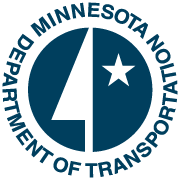 MINNESOTA
DEPARTMENT OF TRANSPORTATION